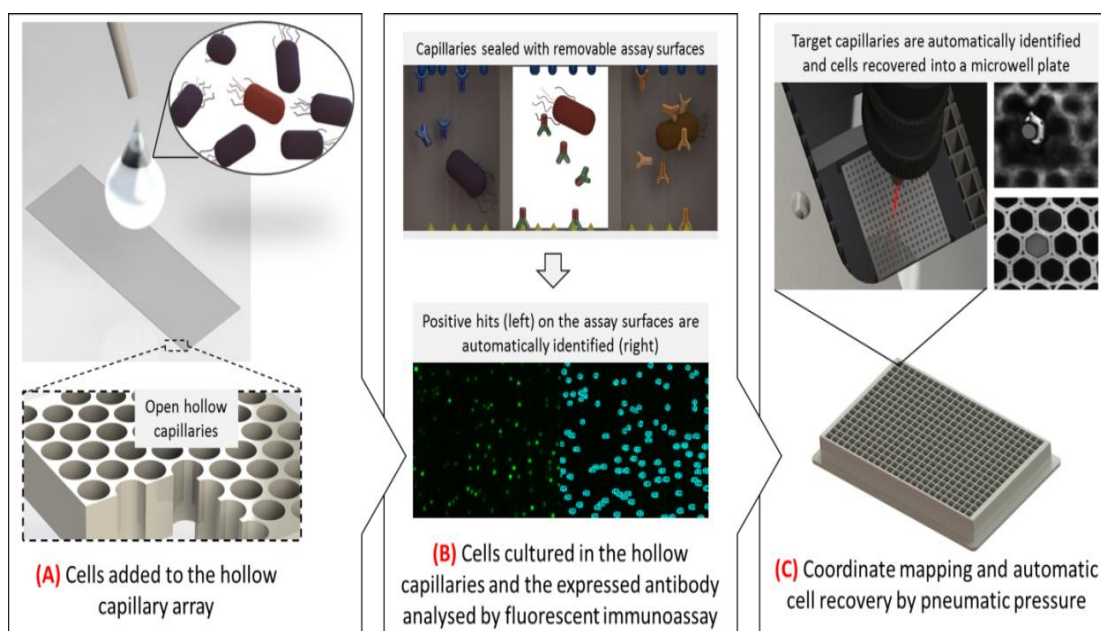 Open hollow
capillaries
(A) Cells added to the hollow
capillary array
Capillaries sealed with removable assay surfaces
Positive hits (left) on the assay surfaces are
automatically identified (right)
(B) Cells cultured in the hollow
capillaries and the expressed antibody
analysed by fluorescent immunoassay
Target capillaries are automatically identified
and cells recovered into a microwell plate
(C) Coordinate mapping and automatic
cell recovery by pneumatic pressure